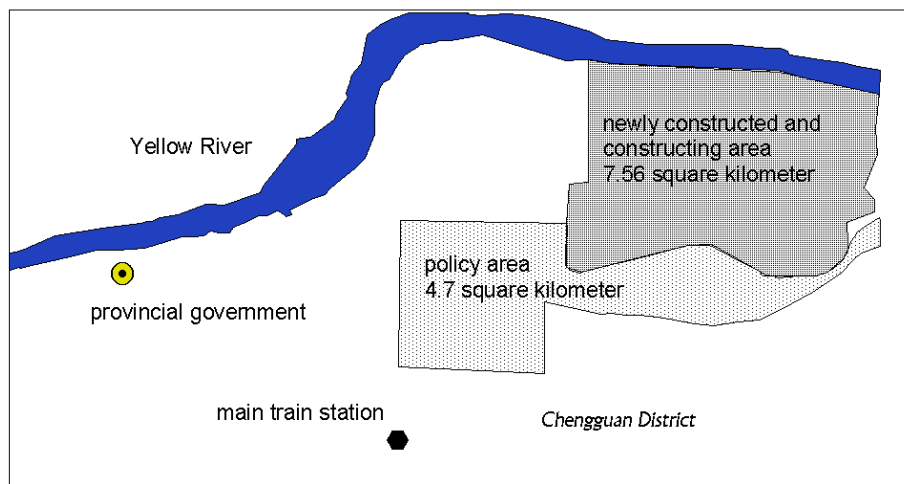 newly constructed and
constructing area
7.56 square kilometer
Yellow River
policy area
4.7 square kilometer
provincial government
main train station
Chengguan District